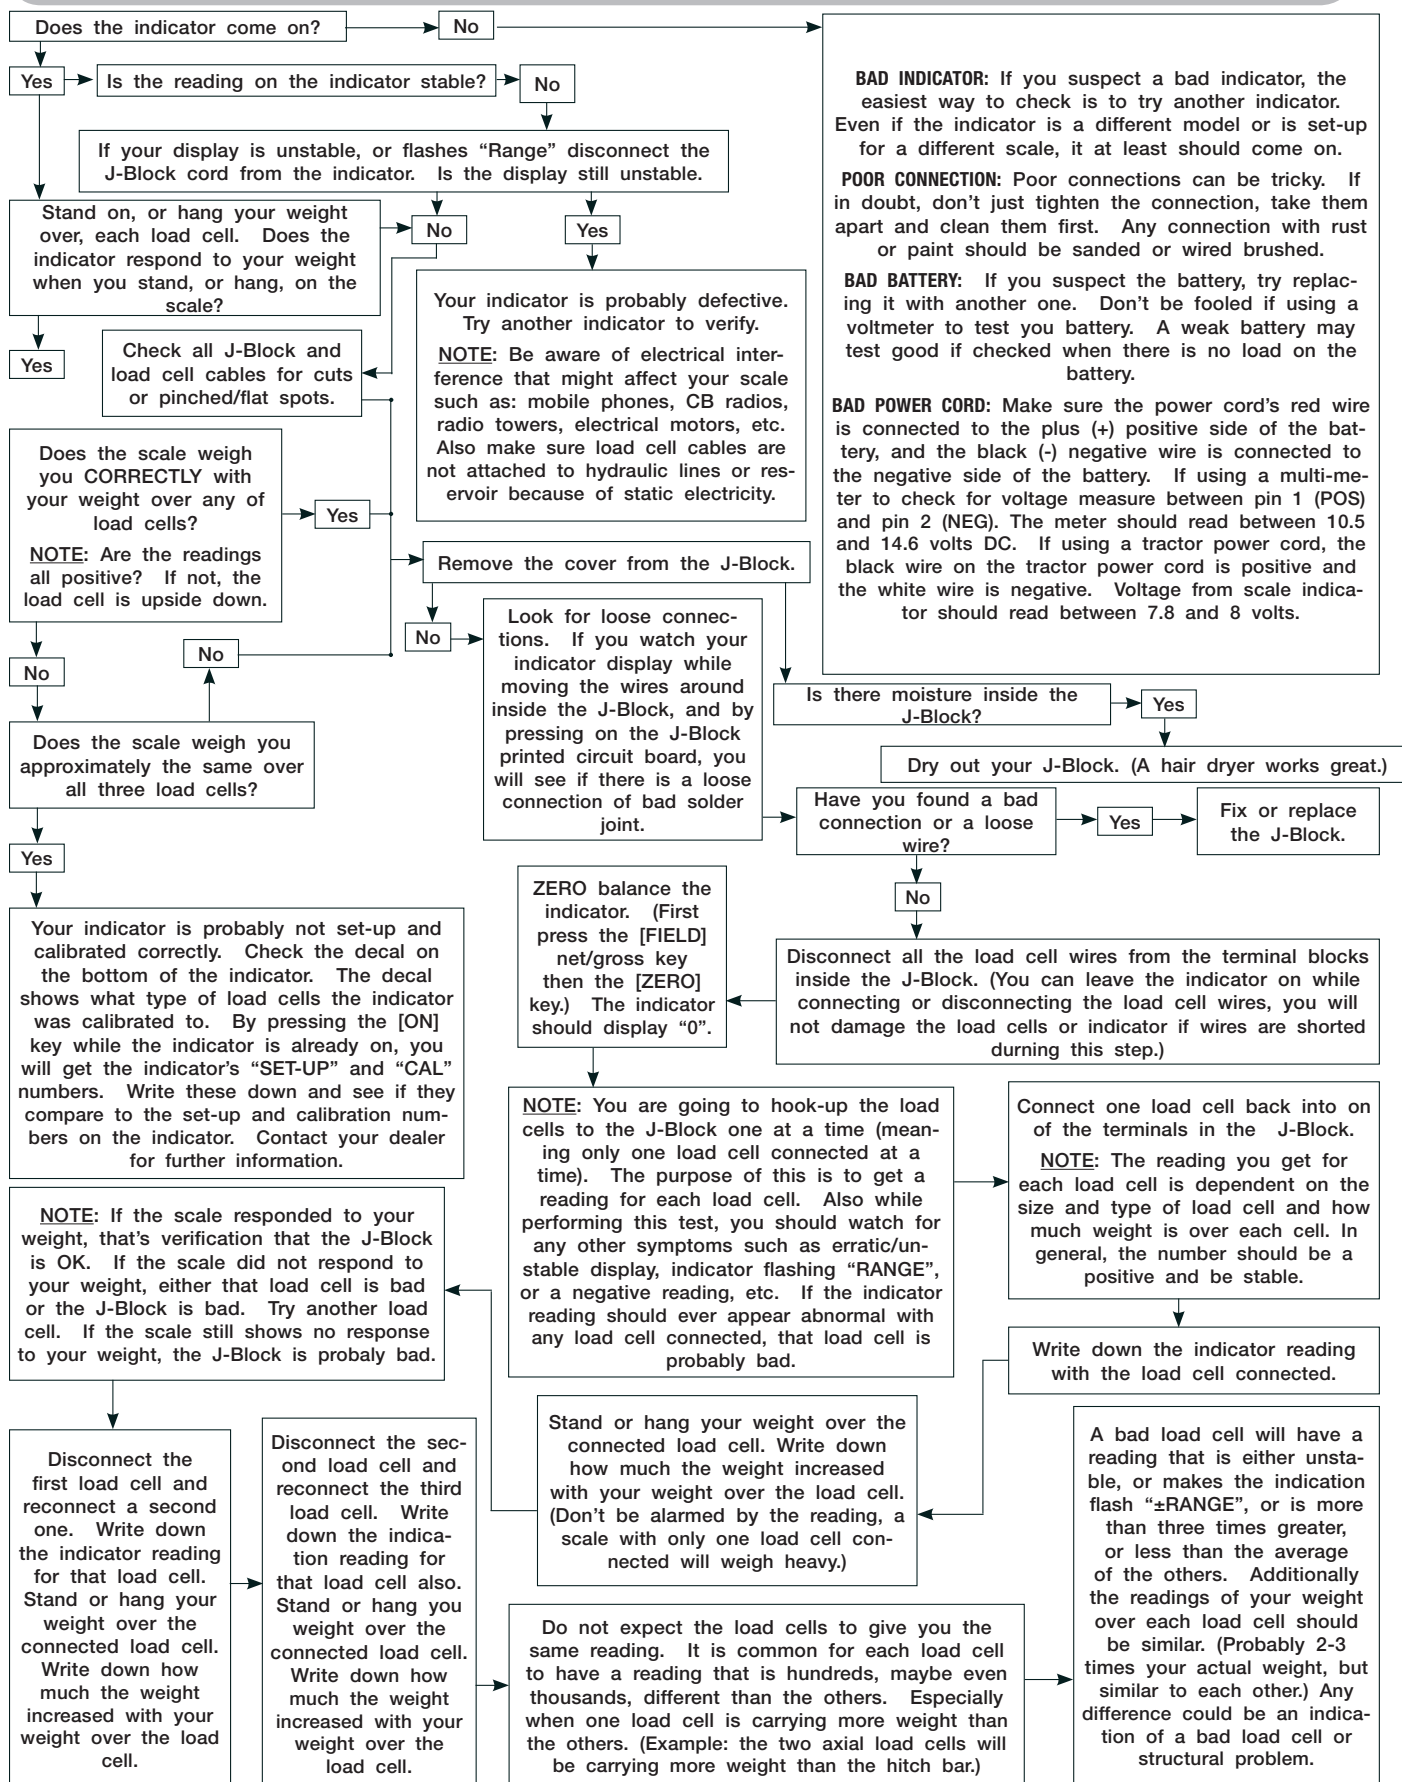 Does the indicator come on?
No
Yes
Is the reading on the indicator stable?
No
If your display is unstable, or flashes “Range” disconnect the
J-Block cord from the indicator. Is the display still unstable.
Stand on, or hang your weight
over, each load cell. Does the
indicator respond to your weight
when you stand, or hang, on the
scale?
No
Yes
Yes
Check all J-Block and
load cell cables for cuts
or pinched/flat spots.
Your indicator is probably defective.
Try another indicator to verify.
NOTE: Be aware of electrical inter-
ference that might affect your scale
such as: mobile phones, CB radios,
radio towers, electrical motors, etc.
Also make sure load cell cables are
not attached to hydraulic lines or res-
ervoir because of static electricity.
BAD INDICATOR: If you suspect a bad indicator, the
easiest way to check is to try another indicator.
Even if the indicator is a different model or is set-up
for a different scale, it at least should come on.
POOR CONNECTION: Poor connections can be tricky. If
in doubt, don’t just tighten the connection, take them
apart and clean them first. Any connection with rust
or paint should be sanded or wired brushed.
BAD BATTERY: If you suspect the battery, try replac-
ing it with another one. Don’t be fooled if using a
voltmeter to test you battery. A weak battery may
test good if checked when there is no load on the
battery.
BAD POWER CORD: Make sure the power cord’s red wire
is connected to the plus (+) positive side of the bat-
tery, and the black (-) negative wire is connected to
the negative side of the battery. If using a multi-me-
ter to check for voltage measure between pin 1 (POS)
and pin 2 (NEG). The meter should read between 10.5
and 14.6 volts DC. If using a tractor power cord, the
black wire on the tractor power cord is positive and
the white wire is negative. Voltage from scale indica-
tor should read between 7.8 and 8 volts.
Does the scale weigh
you CORRECTLY with
your weight over any of
load cells?
NOTE: Are the readings
all positive? If not, the
load cell is upside down.
Yes
Remove the cover from the J-Block.
No
No
No
Look for loose connec-
tions. If you watch your
indicator display while
moving the wires around
inside the J-Block, and by
pressing on the J-Block
printed circuit board, you
will see if there is a loose
connection of bad solder
joint.
Is there moisture inside the
J-Block?
Yes
Dry out your J-Block. (A hair dryer works great.)
Does the scale weigh you
approximately the same over
all three load cells?
Have you found a bad
connection or a loose
wire?
Yes
Fix or replace
the J-Block.
Yes
No
Your indicator is probably not set-up and
calibrated correctly. Check the decal on
the bottom of the indicator. The decal
shows what type of load cells the indicator
was calibrated to. By pressing the [ON]
key while the indicator is already on, you
will get the indicator’s “SET-UP” and “CAL”
numbers. Write these down and see if they
compare to the set-up and calibration num-
bers on the indicator. Contact your dealer
for further information.
ZERO balance the
indicator. (First
press the [FIELD]
net/gross key
then the [ZERO]
key.) The indicator
should display “0”.
Disconnect all the load cell wires from the terminal blocks
inside the J-Block. (You can leave the indicator on while
connecting or disconnecting the load cell wires, you will
not damage the load cells or indicator if wires are shorted
durning this step.)
NOTE: You are going to hook-up the load
cells to the J-Block one at a time (mean-
ing only one load cell connected at a
time). The purpose of this is to get a
reading for each load cell. Also while
performing this test, you should watch for
any other symptoms such as erratic/un-
stable display, indicator flashing “RANGE”,
or a negative reading, etc. If the indicator
reading should ever appear abnormal with
any load cell connected, that load cell is
probably bad.
Connect one load cell back into on
of the terminals in the J-Block.
NOTE: The reading you get for
each load cell is dependent on the
size and type of load cell and how
much weight is over each cell. In
general, the number should be a
positive and be stable.
Write down the indicator reading
with the load cell connected.
NOTE: If the scale responded to your
weight, that’s verification that the J-Block
is OK. If the scale did not respond to
your weight, either that load cell is bad
or the J-Block is bad. Try another load
cell. If the scale still shows no response
to your weight, the J-Block is probaly bad.
Stand or hang your weight over the
connected load cell. Write down
how much the weight increased
with your weight over the load cell.
(Don’t be alarmed by the reading, a
scale with only one load cell con-
nected will weigh heavy.)
Disconnect the
first load cell and
reconnect a second
one. Write down
the indicator reading
for that load cell.
Stand or hang your
weight over the
connected load cell.
Write down how
much the weight
increased with your
weight over the load
cell.
Disconnect the sec-
ond load cell and
reconnect the third
load cell. Write
down the indica-
tion reading for
that load cell also.
Stand or hang you
weight over the
connected load cell.
Write down how
much the weight
increased with your
weight over the
load cell.
Do not expect the load cells to give you the
same reading. It is common for each load cell
to have a reading that is hundreds, maybe even
thousands, different than the others. Especially
when one load cell is carrying more weight than
the others. (Example: the two axial load cells will
be carrying more weight than the hitch bar.)
A bad load cell will have a
reading that is either unsta-
ble, or makes the indication
flash “±RANGE”, or is more
than three times greater,
or less than the average
of the others. Additionally
the readings of your weight
over each load cell should
be similar. (Probably 2-3
times your actual weight, but
similar to each other.) Any
difference could be an indica-
tion of a bad load cell or
structural problem.